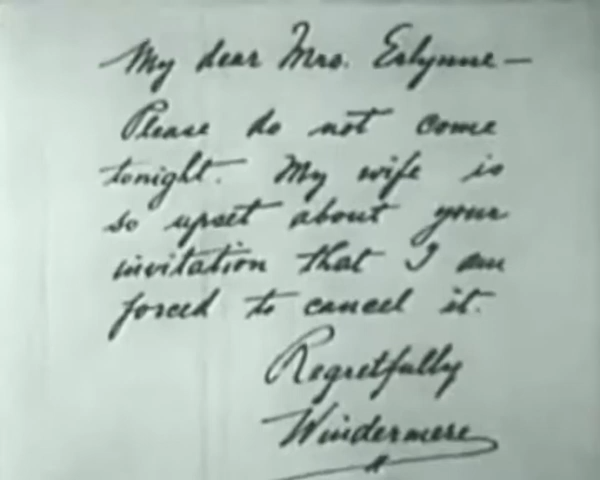 My dear Mrs. Erlynne—
Please do not come
tonight. My wife is
so upset about your
invitation that I am
forced to cancel it.
Regretfully
Windermere